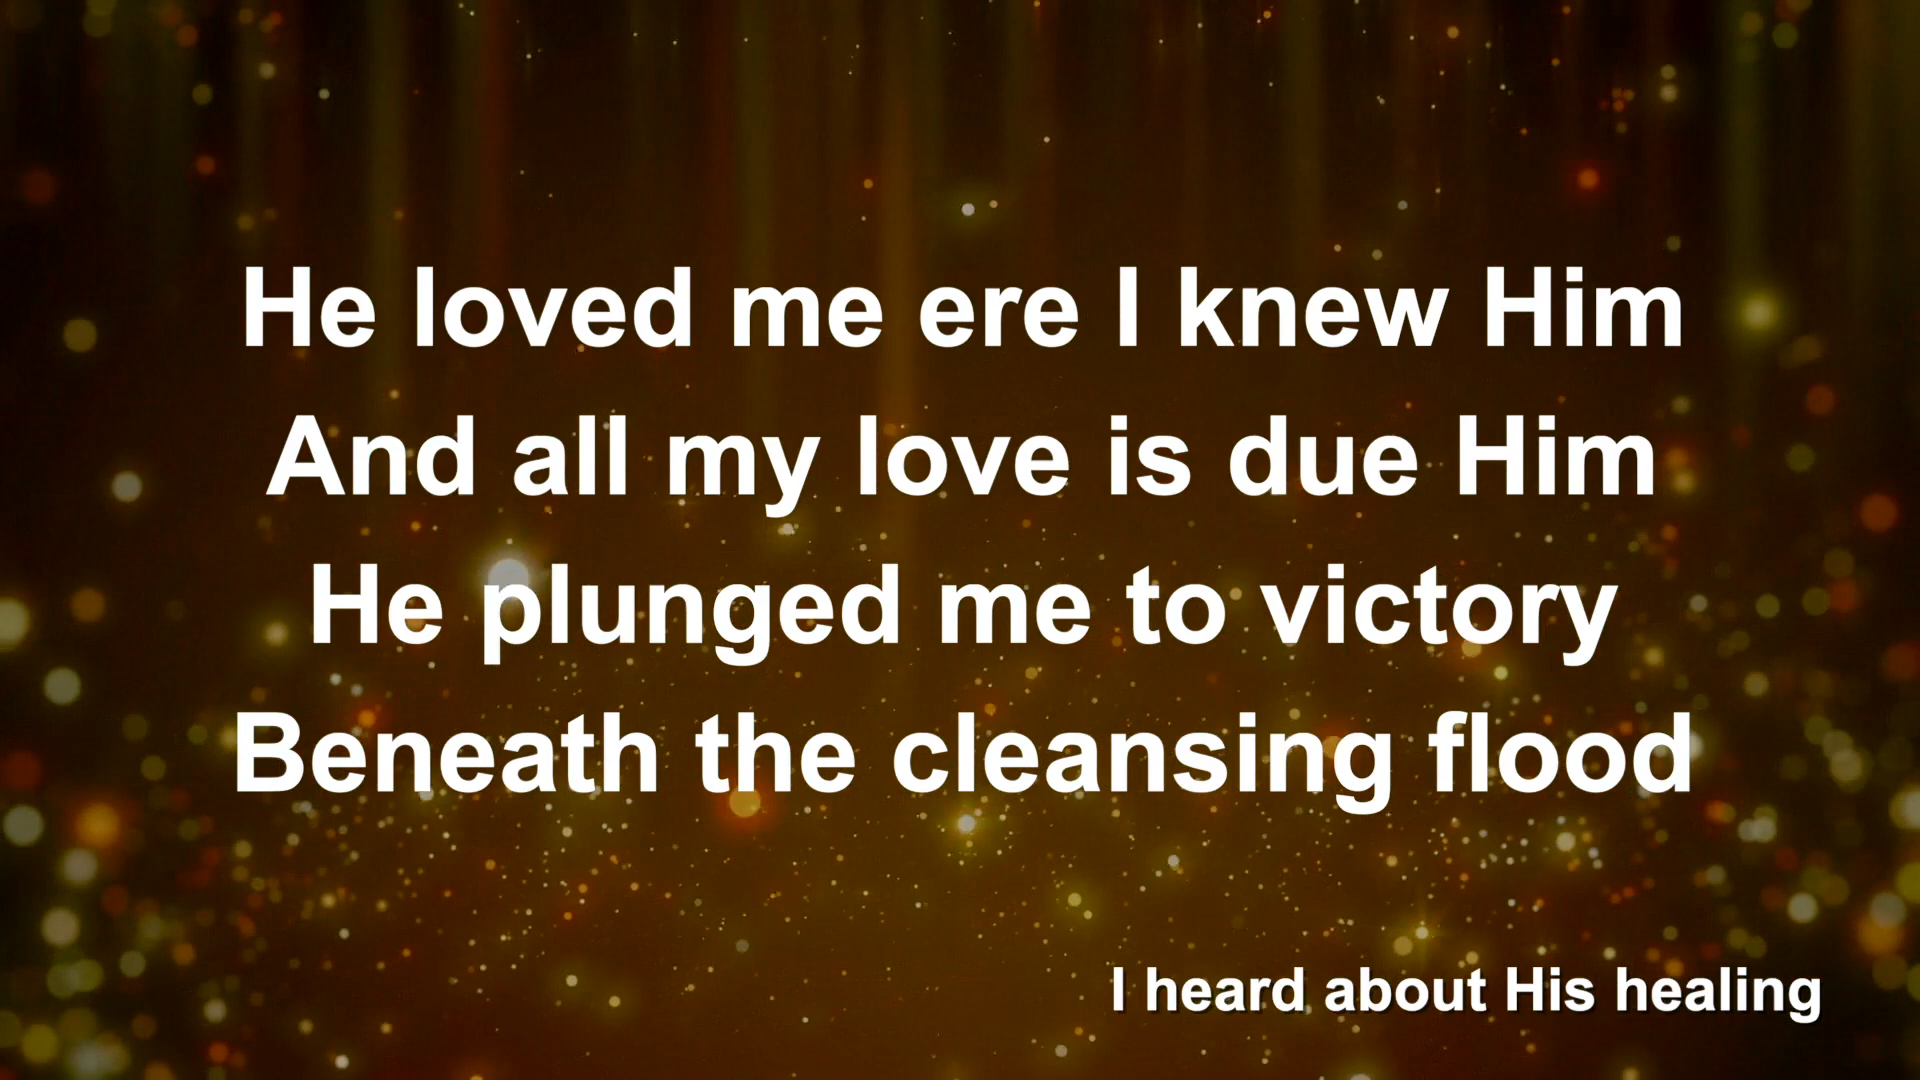 He loved me ere I knew Him
And all my love is due Him
He plunged me to victory
Beneath the cleansing flood
I heard about His healing